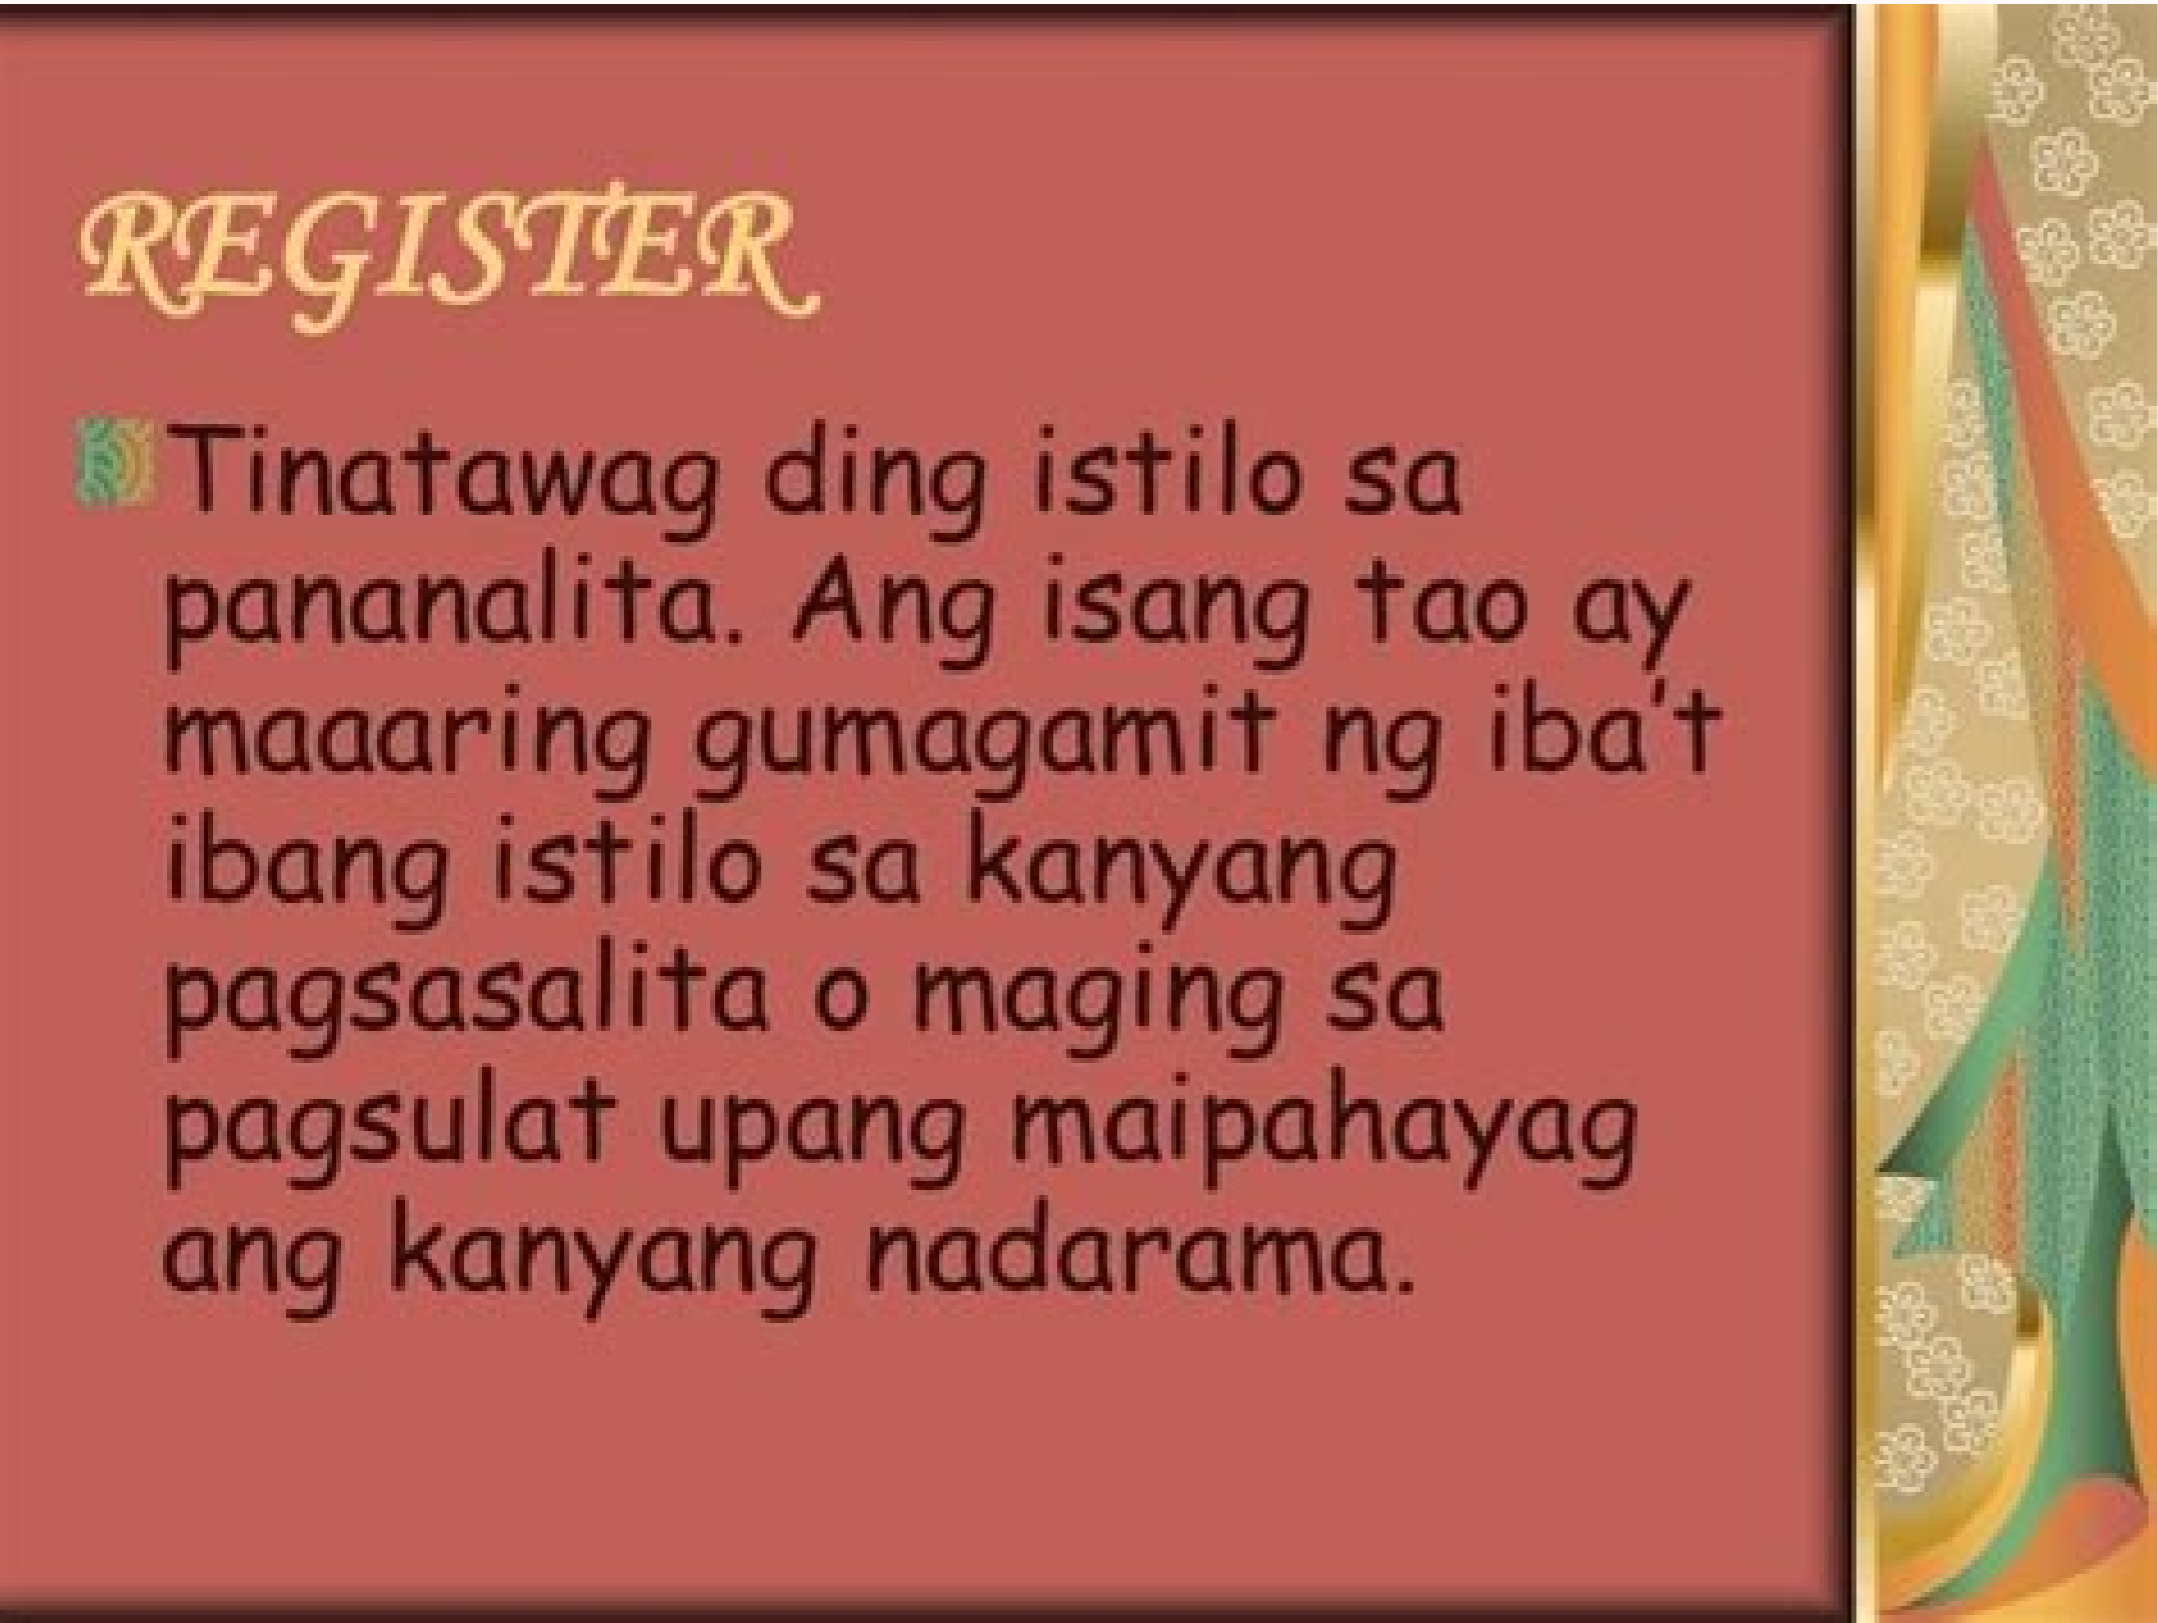 REGISTER
Tinatawag ding istilo sa
pananalita. Ang isang tao ay
maaaring gumagamit ng iba't
ibang istilo sa kanyang
pagsasalita o maging sa
pagsulat upang maipahayag
ang kanyang nadarama.